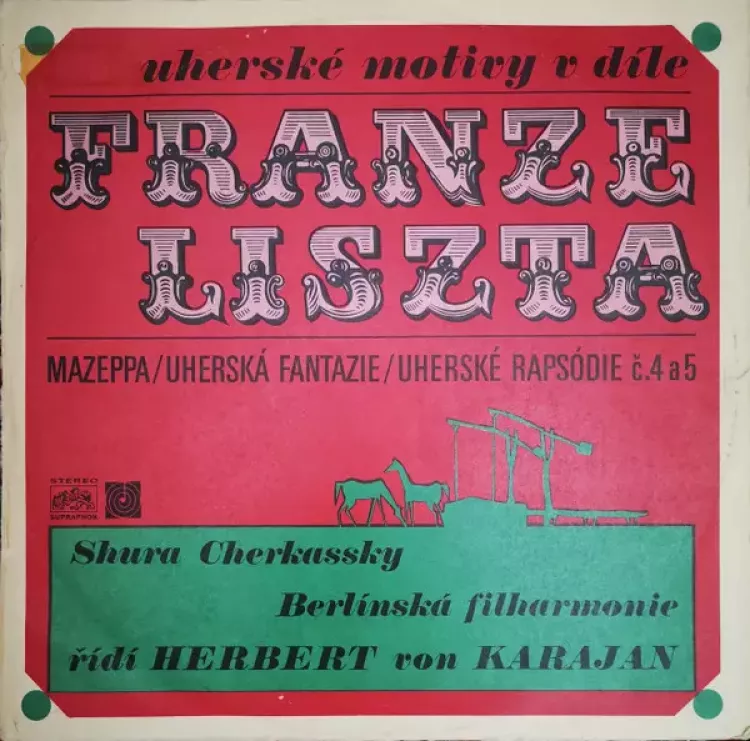 uherské motivy v díle
FRANZE
LISZTA
MAZEPPA/UHERSKÁ FANTAZIE/UHERSKÉ RAPSÓDIE č.4 a 5
STEREO
SUPRAPHON
Shura Cherkassky
Berlínská filharmonie
řídí HERBERT von KARAJAN